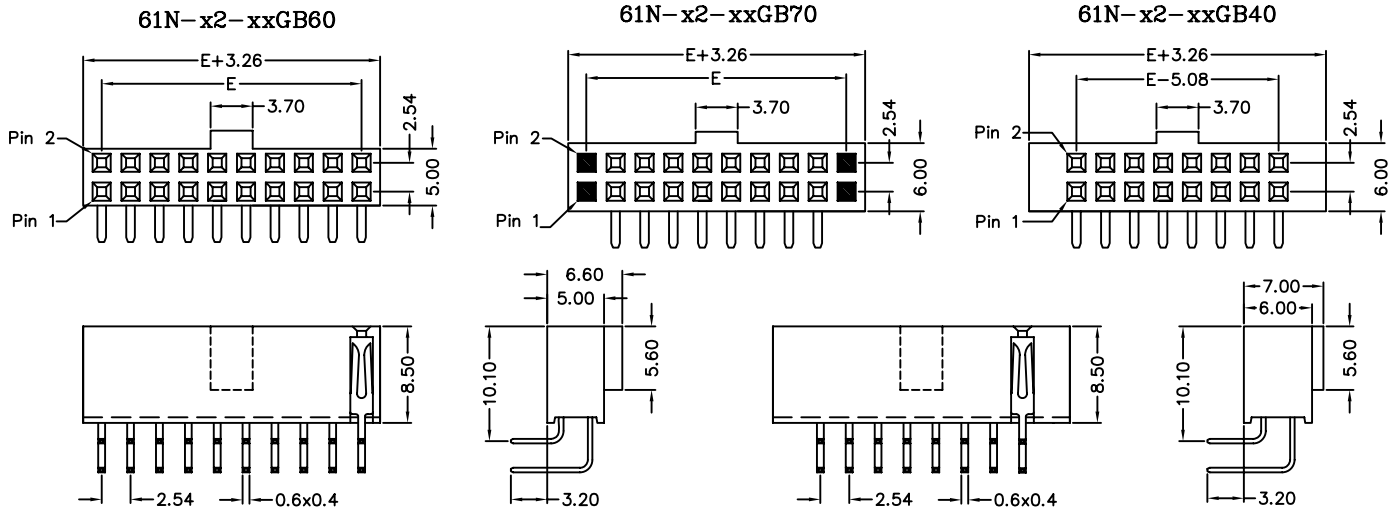 61N-x2-xxGB60
E+3.26
E
3.70
2.54
Pin 2
5.00
Pin 1
61N-x2-xxGB70
E+3.26
E
3.70
2.54
Pin 2
6.00
Pin 1
61N-x2-xxGB40
E+3.26
E-5.08
3.70
2.54
Pin 2
6.00
Pin 1
8.50
2.54
0.6x0.4
6.60
5.00
10.10
5.60
3.20
8.50
2.54
0.6x0.4
7.00
6.00
10.10
5.60
3.20